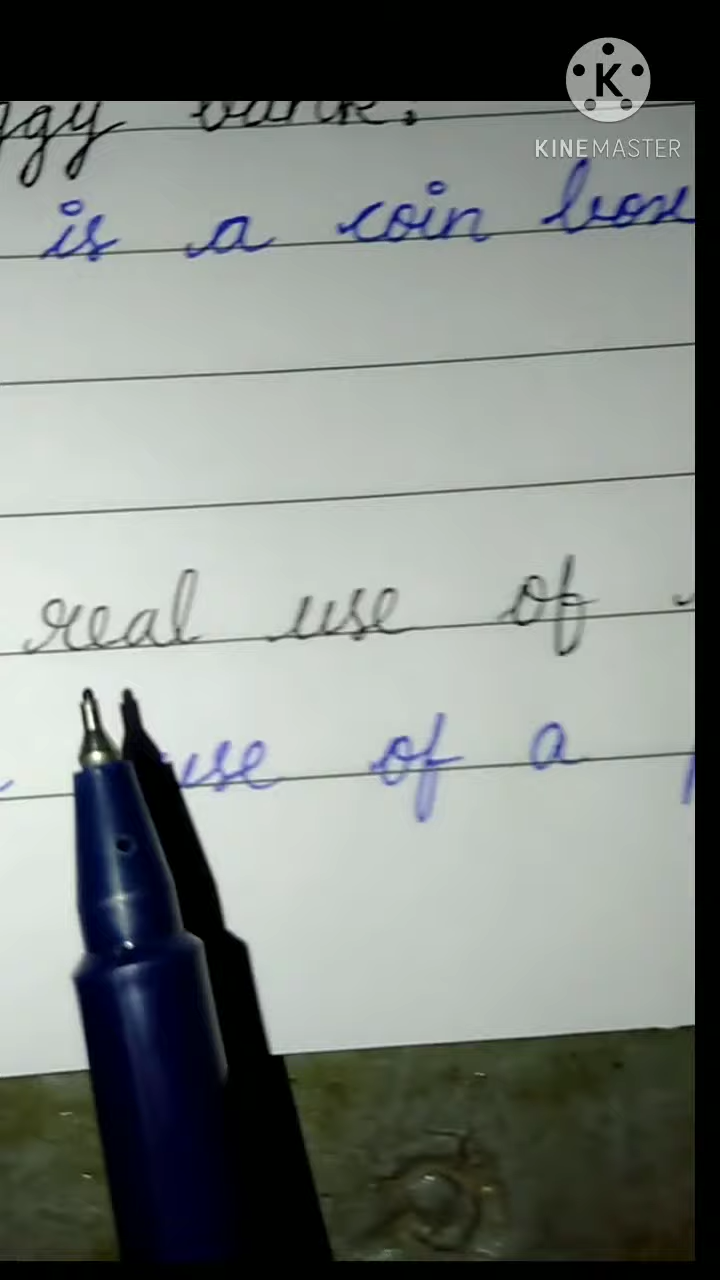 K
KINEMASTER
bank.
is a coin box
real use of
use of a